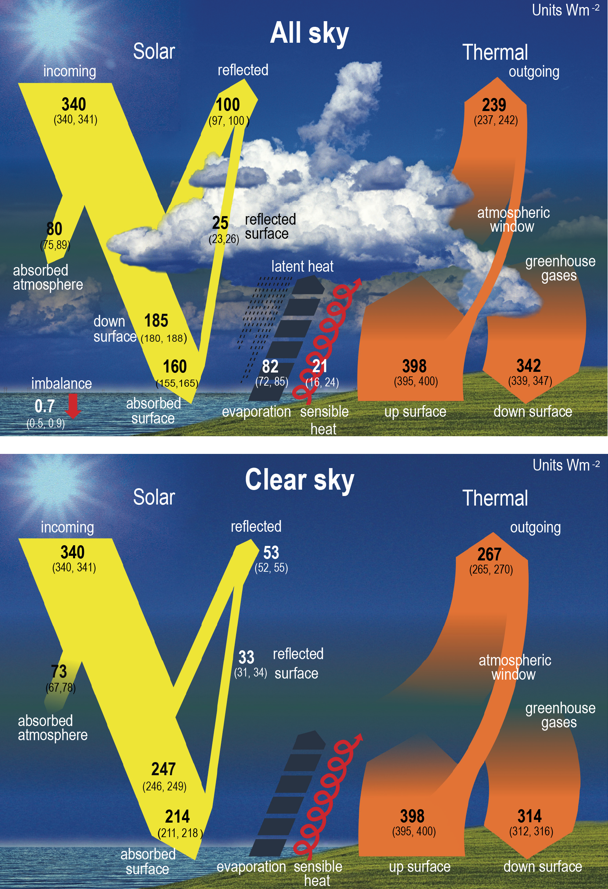 Units Wm-2
All sky
Solar
Thermal
incoming
reflected
outgoing
340
(340, 341)
100
(97, 100)
239
(237, 242)
80
(75,89)
absorbed
atmosphere
25
(23,26)
reflected
surface
atmospheric
window
latent heat
greenhouse
gases
down
surface
185
(180, 188)
160
(155,165)
absorbed
surface
82
(72, 85)
evaporation
21
(16, 24)
sensible
heat
398
(395, 400)
up surface
342
(339, 347)
down surface
imbalance
0.7
(0.5, 0.9)
Units Wm-2
Clear sky
Solar
Thermal
incoming
reflected
outgoing
340
(340, 341)
53
(52, 55)
267
(265, 270)
73
(67,78)
absorbed
atmosphere
33
(31, 34)
reflected
surface
atmospheric
window
greenhouse
gases
247
(246, 249)
214
(211, 218)
absorbed
surface
evaporation
sensible
heat
398
(395, 400)
up surface
314
(312, 316)
down surface